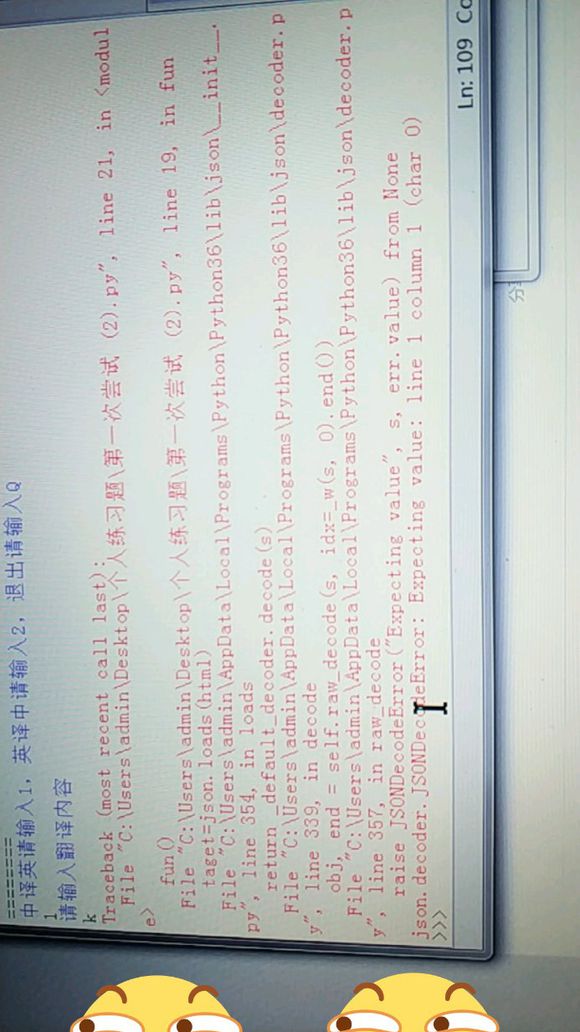 ========
中译英请输入1, 英译中请输入2, 退出请输入Q
1
请输入翻译内容
k
Traceback (most recent call last):
File "C:\Users\admin\Desktop\个人练习题\第一次尝试 (2).py", line 21, in <modul
e>
fun()
File "C:\Users\admin\Desktop\个人练习题\第一次尝试 (2).py", line 19, in fun
taget=json.loads(html)
File "C:\Users\admin\AppData\Local\Programs\Python\Python36\lib\json\__init__.
py", line 354, in loads
return _default_decoder.decode(s)
File "C:\Users\admin\AppData\Local\Programs\Python\Python36\lib\json\decoder.p
y", line 339, in decode
obj, end = self.raw_decode(s, idx=_w(s, 0).end())
File "C:\Users\admin\AppData\Local\Programs\Python\Python36\lib\json\decoder.p
y", line 357, in raw_decode
raise JSONDecodeError("Expecting value", s, err.value) from None
json.decoder.JSONDecodeError: Expecting value: line 1 column 1 (char 0)
>>>
Ln: 109 Co